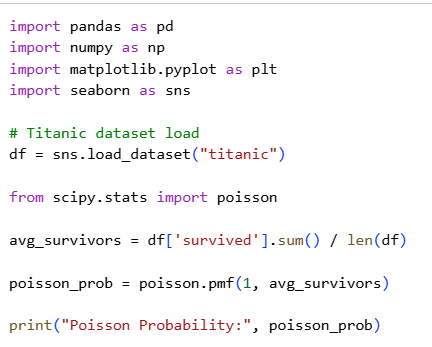 import pandas as pd
import numpy as np
import matplotlib.pyplot as plt
import seaborn as sns
# Titanic dataset load
df = sns.load_dataset("titanic")
from scipy.stats import poisson
avg_survivors = df['survived'].sum() / len(df)
poisson_prob = poisson.pmf(1, avg_survivors)
print("Poisson Probability:", poisson_prob)